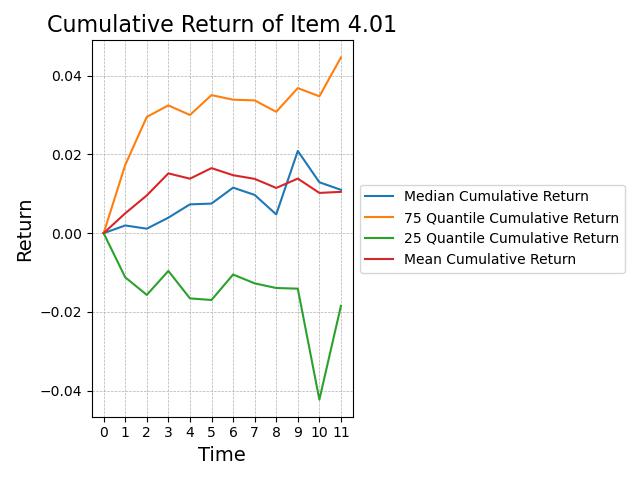 Cumulative Return of Item 4.01
0.04
0.02
0.00
−0.02
−0.04
Return
0 1 2 3 4 5 6 7 8 9 10 11
Time
Median Cumulative Return
75 Quantile Cumulative Return
25 Quantile Cumulative Return
Mean Cumulative Return